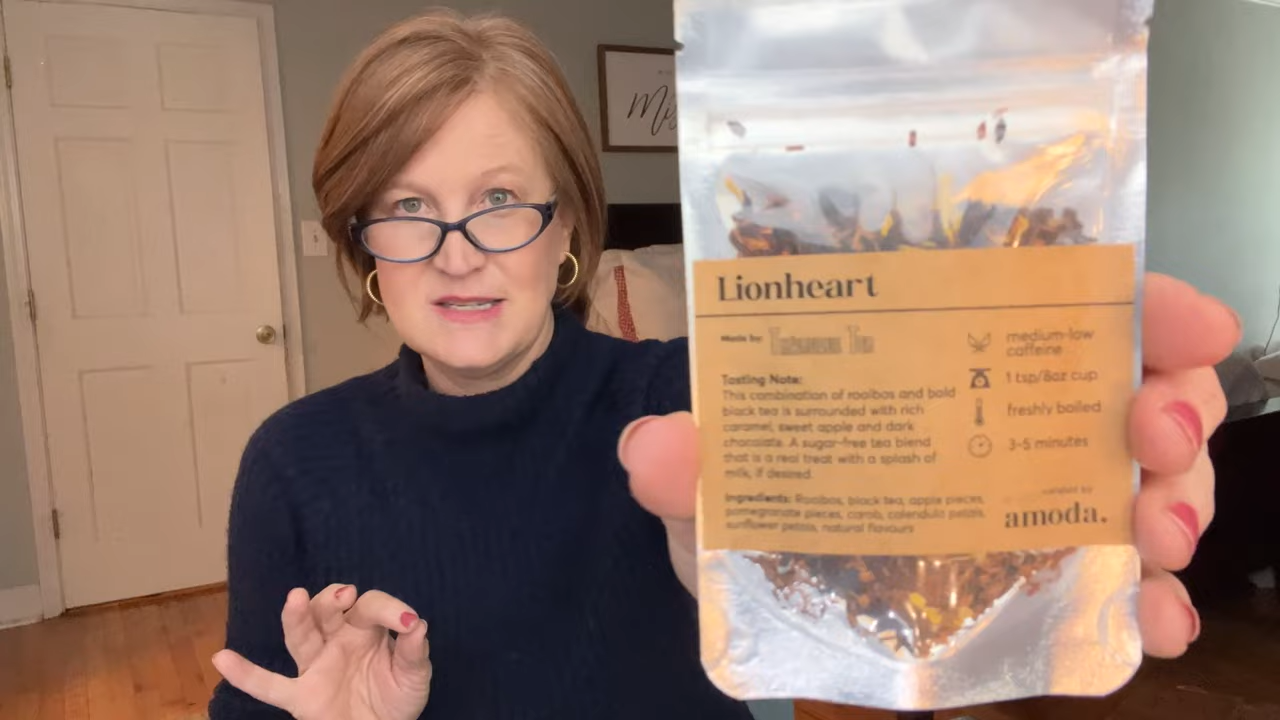 Mi
Lionheart
Made by:
Tasting Note:
This combination of rooibos and bold
black tea is surrounded with rich
caramel, sweet apple and dark
chocolate. A sugar-free tea blend
that is a real treat with a splash of
milk, if desired.
Ingredients: Rooibos, black tea, apple pieces,
pomegranate pieces, carob, calendula petals,
sunflower petals, natural flavours
medium-low
caffeine
1 tsp/8oz cup
freshly boiled
3-5 minutes
curated by
amoda.